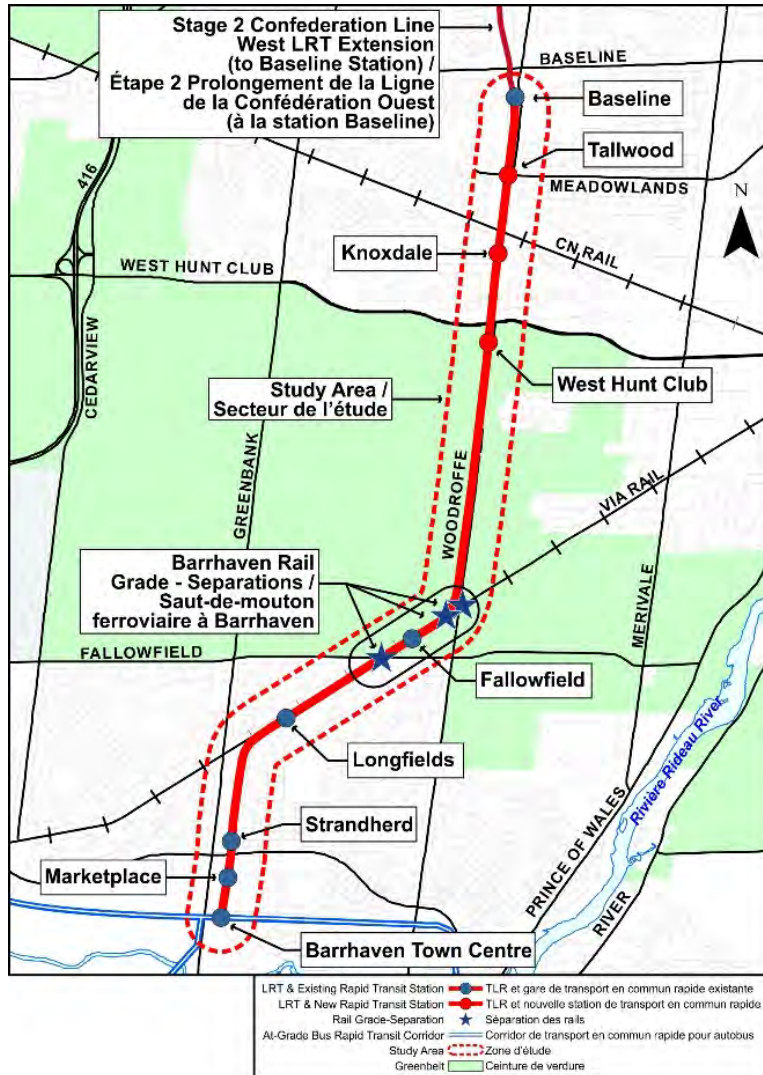 Stage 2 Confederation Line
West LRT Extension
(to Baseline Station) /
Étape 2 Prolongement de la Ligne
de la Confédération Ouest
(à la station Baseline)
BASELINE
Baseline
Tallwood
MEADOWLANDS
416
N
Knoxdale
CN RAIL
WEST HUNT CLUB
CEDARVIEW
West Hunt Club
Study Area /
Secteur de l'étude
GREENBANK
WOODROFFE
VIA RAIL
MERIVALE
Barrhaven Rail
Grade - Separations /
Saut-de-mouton
ferroviaire à Barrhaven
FALLOWFIELD
Fallowfield
Longfields
Rivière Rideau River
Strandherd
PRINCE OF WALES
Marketplace
RIVER
Barrhaven Town Centre
LRT & Existing Rapid Transit Station TLR et gare de transport en commun rapide existante
LRT & New Rapid Transit Station TLR et nouvelle station de transport en commun rapide
Rail Grade-Separation Séparation des rails
At-Grade Bus Rapid Transit Corridor Corridor de transport en commun rapide pour autobus
Study Area Zone d'étude
Greenbelt Ceinture de verdure